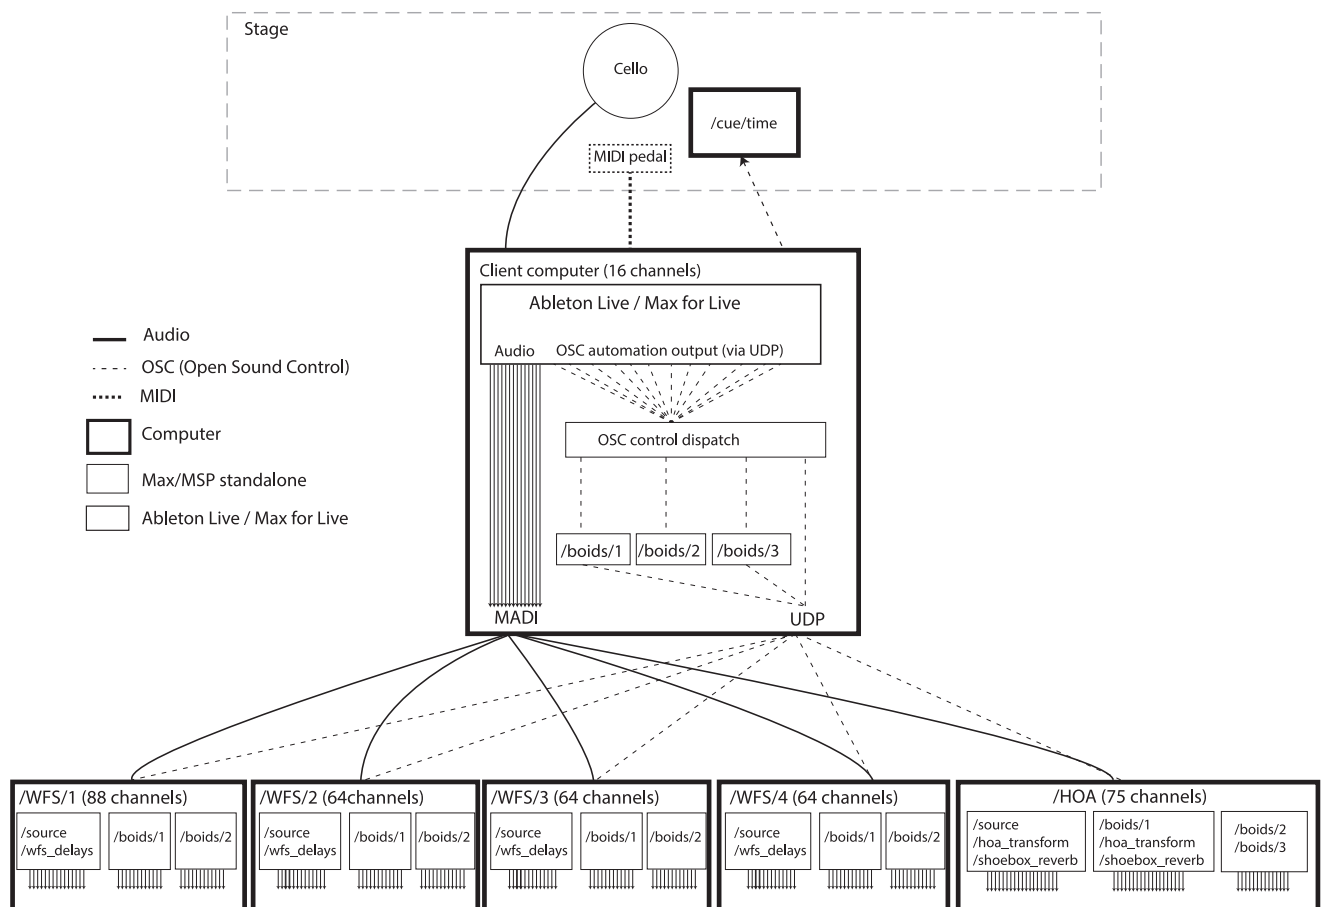 Stage
Cello
/cue/time
MIDI pedal
Client computer (16 channels)
Ableton Live / Max for Live
Audio
OSC automation output (via UDP)
OSC control dispatch
/boids/1
/boids/2
/boids/3
MADI
UDP
Audio
OSC (Open Sound Control)
MIDI
Computer
Max/MSP standalone
Ableton Live / Max for Live
/WFS/1 (88 channels)
/source
/wfs_delays
/boids/1
/boids/2
/WFS/2 (64channels)
/source
/wfs_delays
/boids/1
/boids/2
/WFS/3 (64 channels)
/source
/wfs_delays
/boids/1
/boids/2
/WFS/4 (64 channels)
/source
/wfs_delays
/boids/1
/boids/2
/HOA (75 channels)
/source
/hoa_transform
/shoebox_reverb
/boids/1
/hoa_transform
/shoebox_reverb
/boids/2
/boids/3